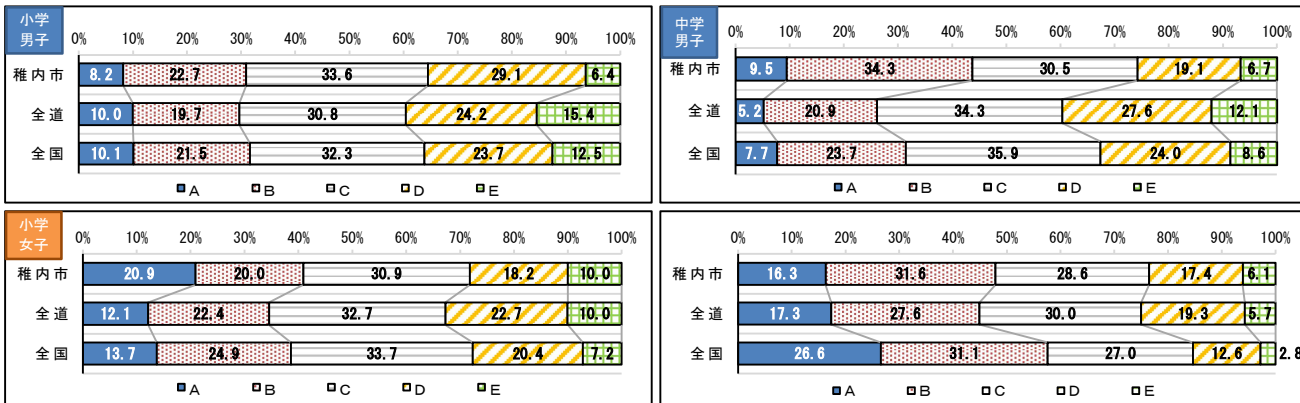 小学
男子
0% 10% 20% 30% 40% 50% 60% 70% 80% 90% 100%
稚内市 8.2 22.7 33.6 29.1 6.4
全道 10.0 19.7 30.8 24.2 15.4
全国 10.1 21.5 32.3 23.7 12.5
A B C D E
中学
男子
0% 10% 20% 30% 40% 50% 60% 70% 80% 90% 100%
稚内市 9.5 34.3 30.5 19.1 6.7
全道 5.2 20.9 34.3 27.6 12.1
全国 7.7 23.7 35.9 24.0 8.6
A B C D E
小学
女子
0% 10% 20% 30% 40% 50% 60% 70% 80% 90% 100%
稚内市 20.9 20.0 30.9 18.2 10.0
全道 12.1 22.4 32.7 22.7 10.0
全国 13.7 24.9 33.7 20.4 7.2
A B C D E
0% 10% 20% 30% 40% 50% 60% 70% 80% 90% 100%
稚内市 16.3 31.6 28.6 17.4 6.1
全道 17.3 27.6 30.0 19.3 5.7
全国 26.6 31.1 27.0 12.6 2.8
A B C D E